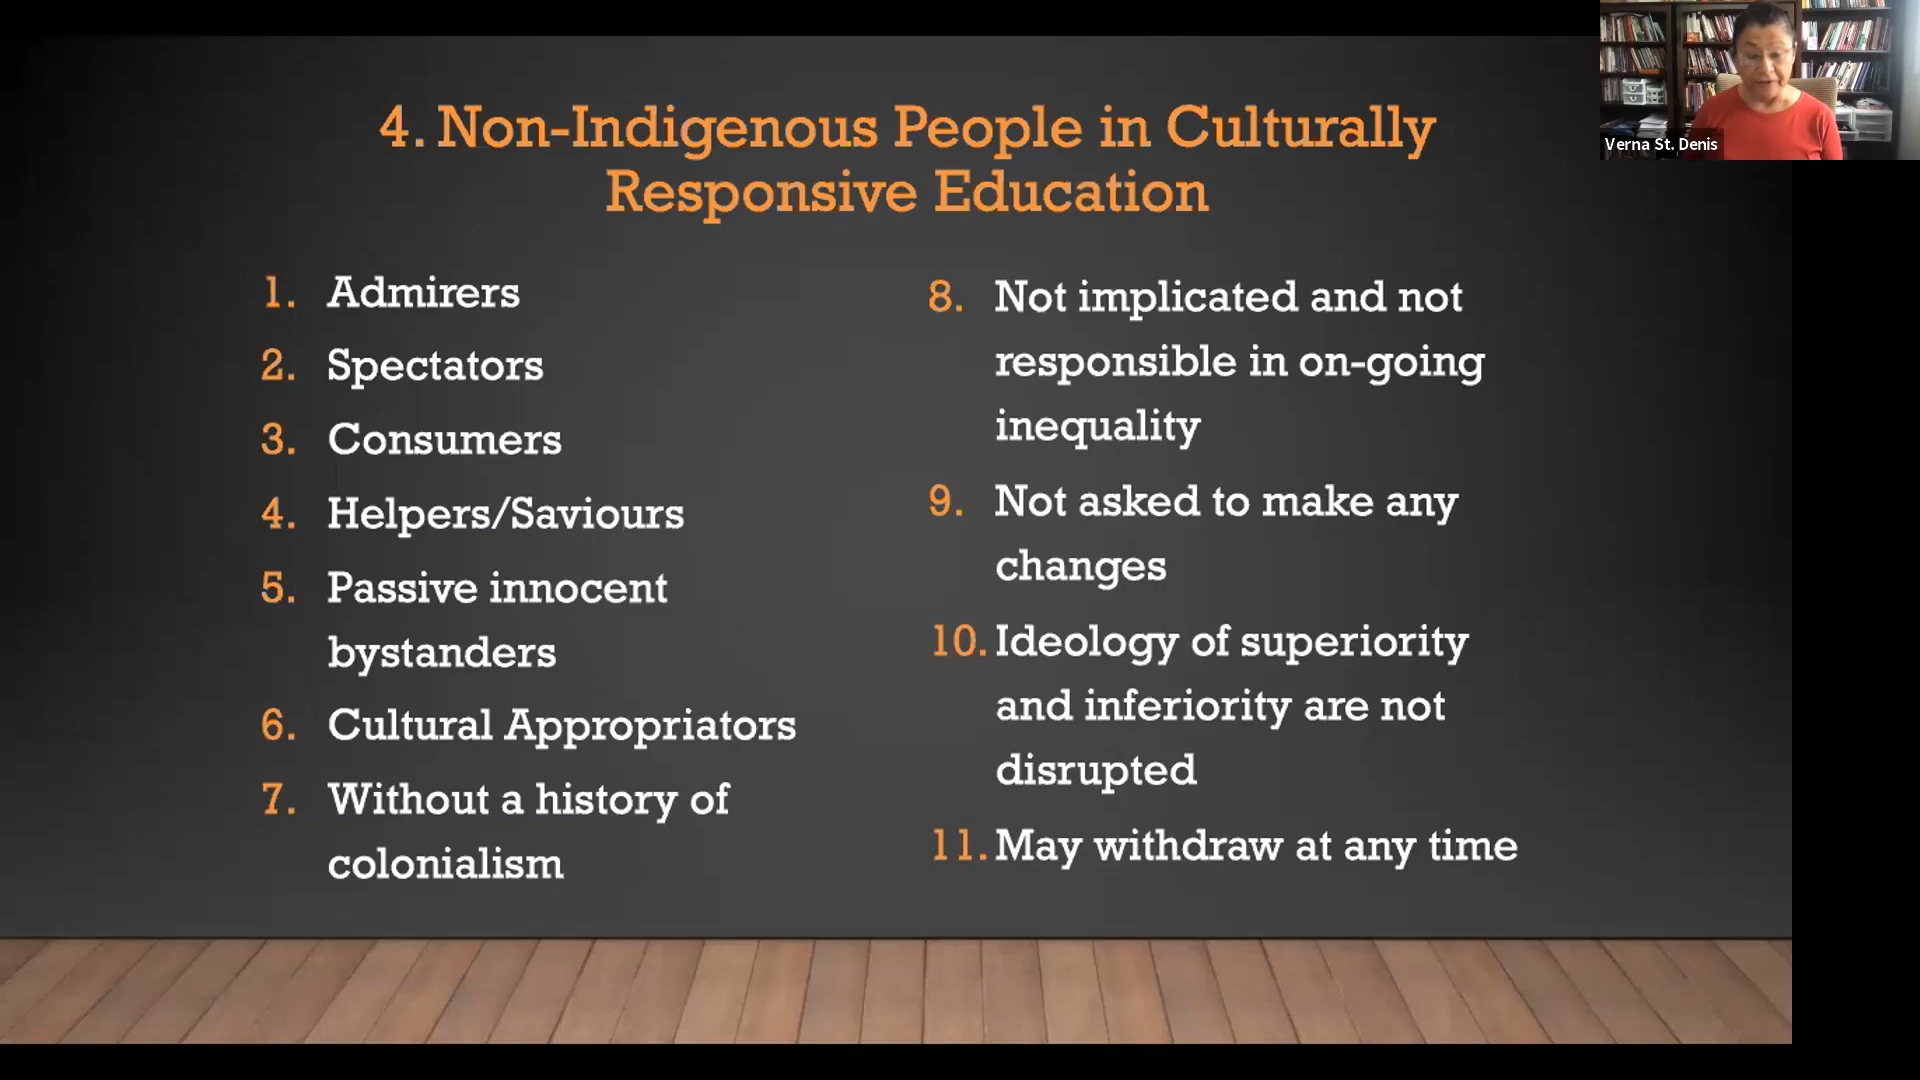 4. Non-Indigenous People in Culturally
Responsive Education
1. Admirers
2. Spectators
3. Consumers
4. Helpers/Saviours
5. Passive innocent
bystanders
6. Cultural Appropriators
7. Without a history of
colonialism
8. Not implicated and not
responsible in on-going
inequality
9. Not asked to make any
changes
10. Ideology of superiority
and inferiority are not
disrupted
11. May withdraw at any time
Verna St. Denis